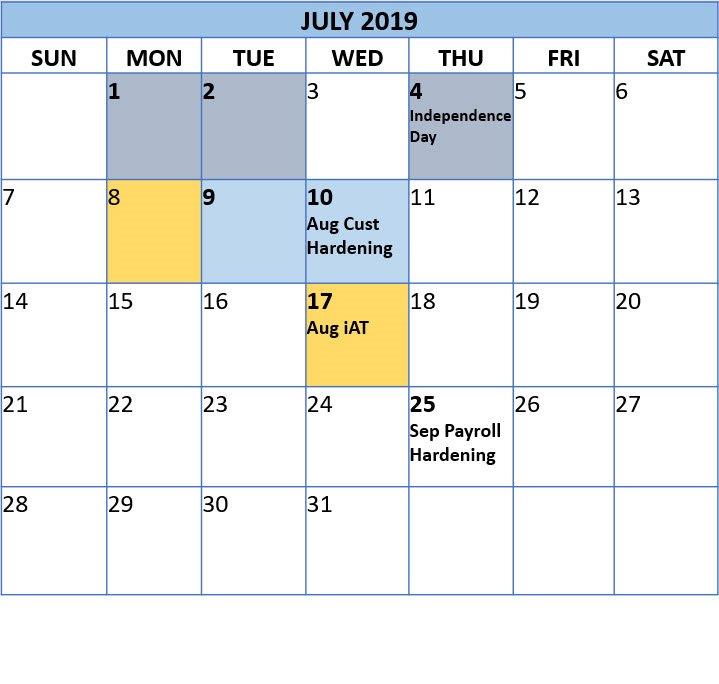 JULY 2019
SUN MON TUE WED THU FRI SAT
1 2 3 4 5 6
Independence
Day
7 8 9 10 11 12 13
Aug Cust
Hardening
14 15 16 17 18 19 20
Aug iAT
21 22 23 24 25 26 27
Sep Payroll
Hardening
28 29 30 31